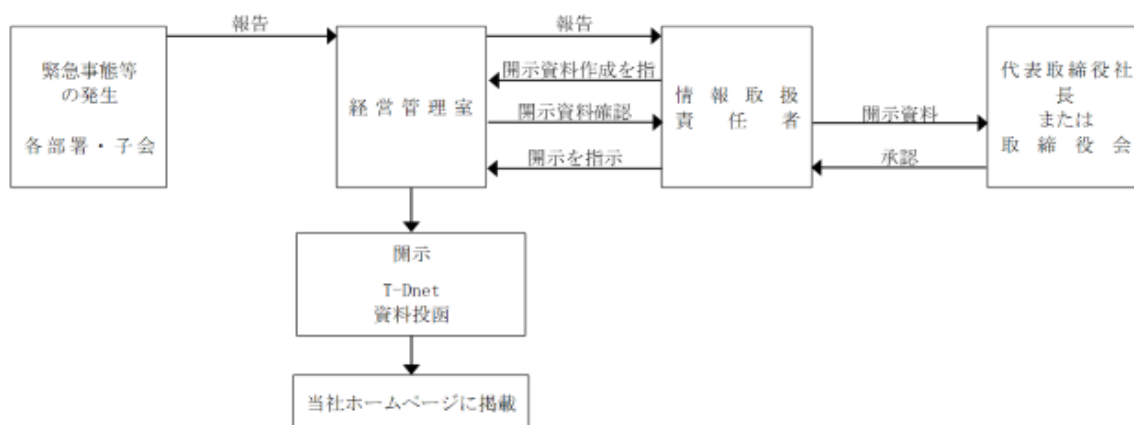 報告
緊急事態等
の発生
各部署・子会
経営管理室
報告
開示資料作成を指
開示資料確認
開示を指示
情報取扱
責任者
開示資料
承認
代表取締役社
長
または
取締役会
開示
T-Dnet
資料投函
当社ホームページに掲載